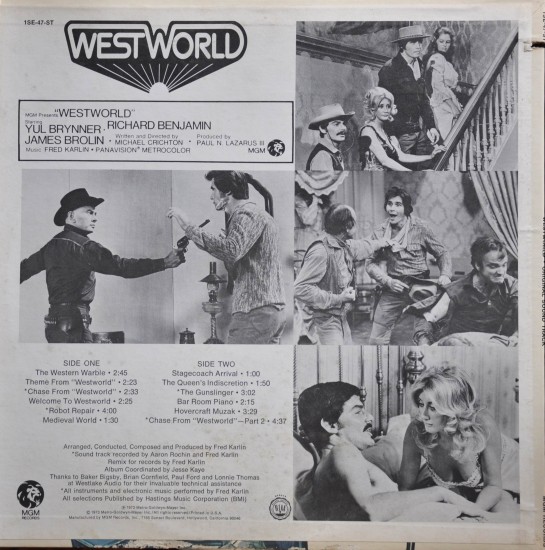 1SE-47-ST
WESTWORLD
MGM Presents "WESTWORLD"
Starring
YUL BRYNNER · RICHARD BENJAMIN
JAMES BROLIN • Written and Directed by MICHAEL CRICHTON • Produced by PAUL N. LAZARUS III
Music FRED KARLIN • PANAVISION® METROCOLOR MGM
SIDE ONE
The Western Warble • 2:45
Theme From "Westworld" • 2:23
*Chase From "Westworld" • 2:33
Welcome To Westworld • 2:25
*Robot Repair • 4:00
Medieval World • 1:30
SIDE TWO
Stagecoach Arrival • 1:00
The Queen's Indiscretion • 1:50
*The Gunslinger • 3:02
Bar Room Piano • 2:15
Hovercraft Muzak • 3:29
*Chase From "Westworld"—Part 2 • 4:37
Arranged, Conducted, Composed and Produced by Fred Karlin
*Sound track recorded by Aaron Rochin and Fred Karlin
Remix for records by Fred Karlin
Album Coordinated by Jesse Kaye
Thanks to Baker Bigsby, Brian Cornfield, Paul Ford and Lonnie Thomas
at Westlake Audio for their invaluable technical assistance
*All instruments and electronic music performed by Fred Karlin
All selections Published by Hastings Music Corporation (BMI)
MGM
RECORDS
© 1973 Metro-Goldwyn-Mayer Inc.